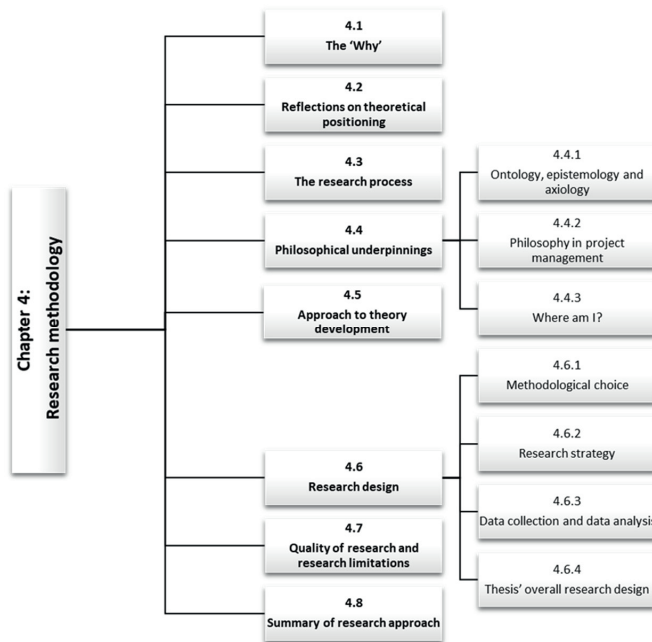 Chapter 4:
Research methodology
4.1
The ‘Why’
4.2
Reflections on theoretical
positioning
4.3
The research process
4.4
Philosophical underpinnings
4.4.1
Ontology, epistemology and
axiology
4.4.2
Philosophy in project
management
4.4.3
Where am I?
4.5
Approach to theory
development
4.6
Research design
4.6.1
Methodological choice
4.6.2
Research strategy
4.6.3
Data collection and data analysis
4.6.4
Thesis’ overall research design
4.7
Quality of research and
research limitations
4.8
Summary of research approach